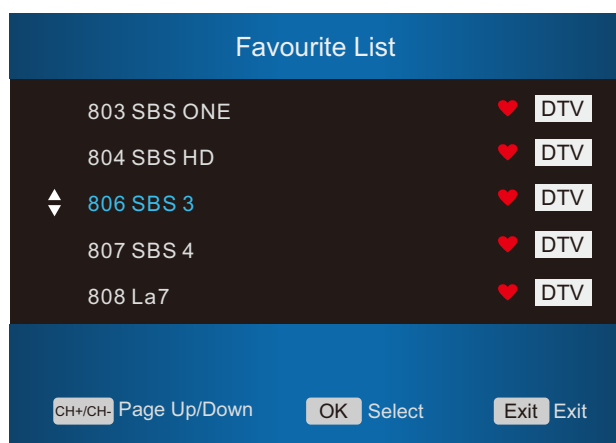 Favourite List
803 SBS ONE DTV
804 SBS HD DTV
806 SBS 3 DTV
807 SBS 4 DTV
808 La7 DTV
CH+/CH- Page Up/Down OK Select Exit Exit